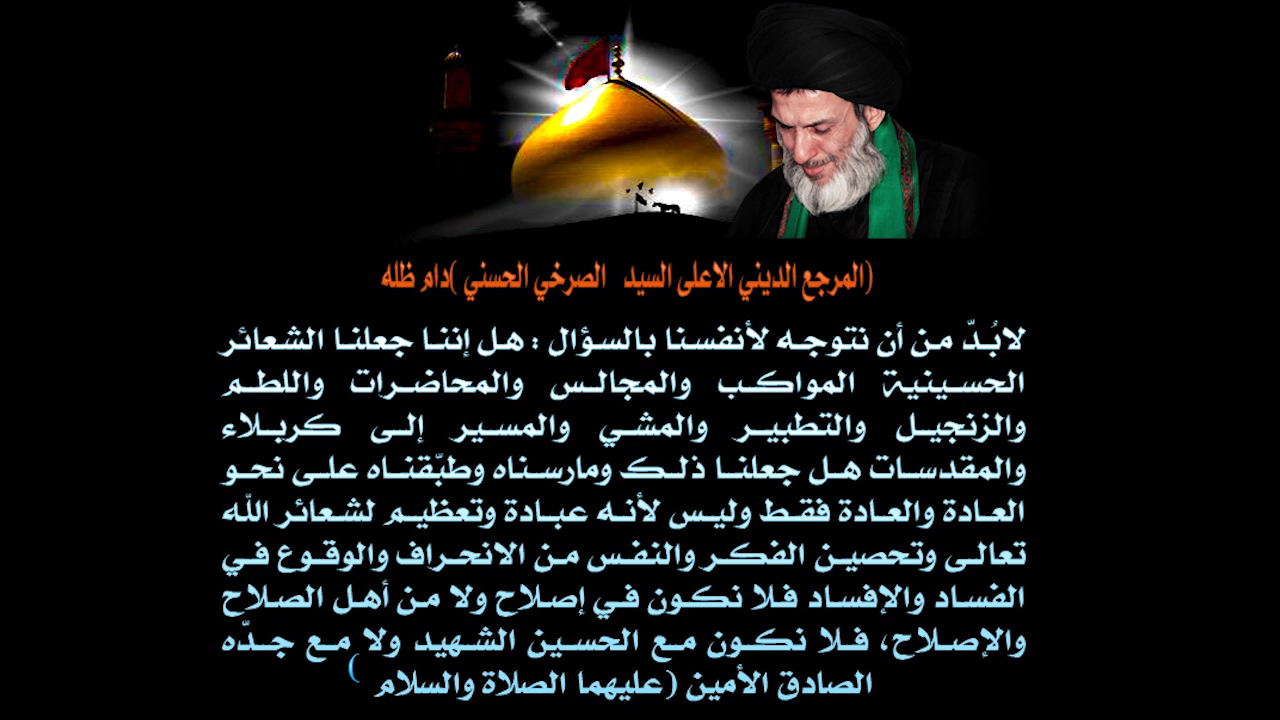 (المرجع الديني الاعلى السيد الصرخي الحسني )دام ظله
لابُدّ من أن نتوجه لأنفسنا بالسؤال : هل إننا جعلنا الشعائر
الحسينية المواكب والمجالس والمحاضرات واللطم
والزنجيل والتطبير والمشي والمسير إلى كربلاء
والمقدسات هل جعلنا ذلك ومارسناه وطبّقناه على نحو
العادة والعادة فقط وليس لأنه عبادة وتعظيم لشعائر الله
تعالى وتحصين الفكر والنفس من الانحراف والوقوع في
الفساد والإفساد فلا نكون في إصلاح ولا من أهل الصلاح
والإصلاح، فلا نكون مع الحسين الشهيد ولا مع جدّه
الصادق الأمين (عليهما الصلاة والسلام )